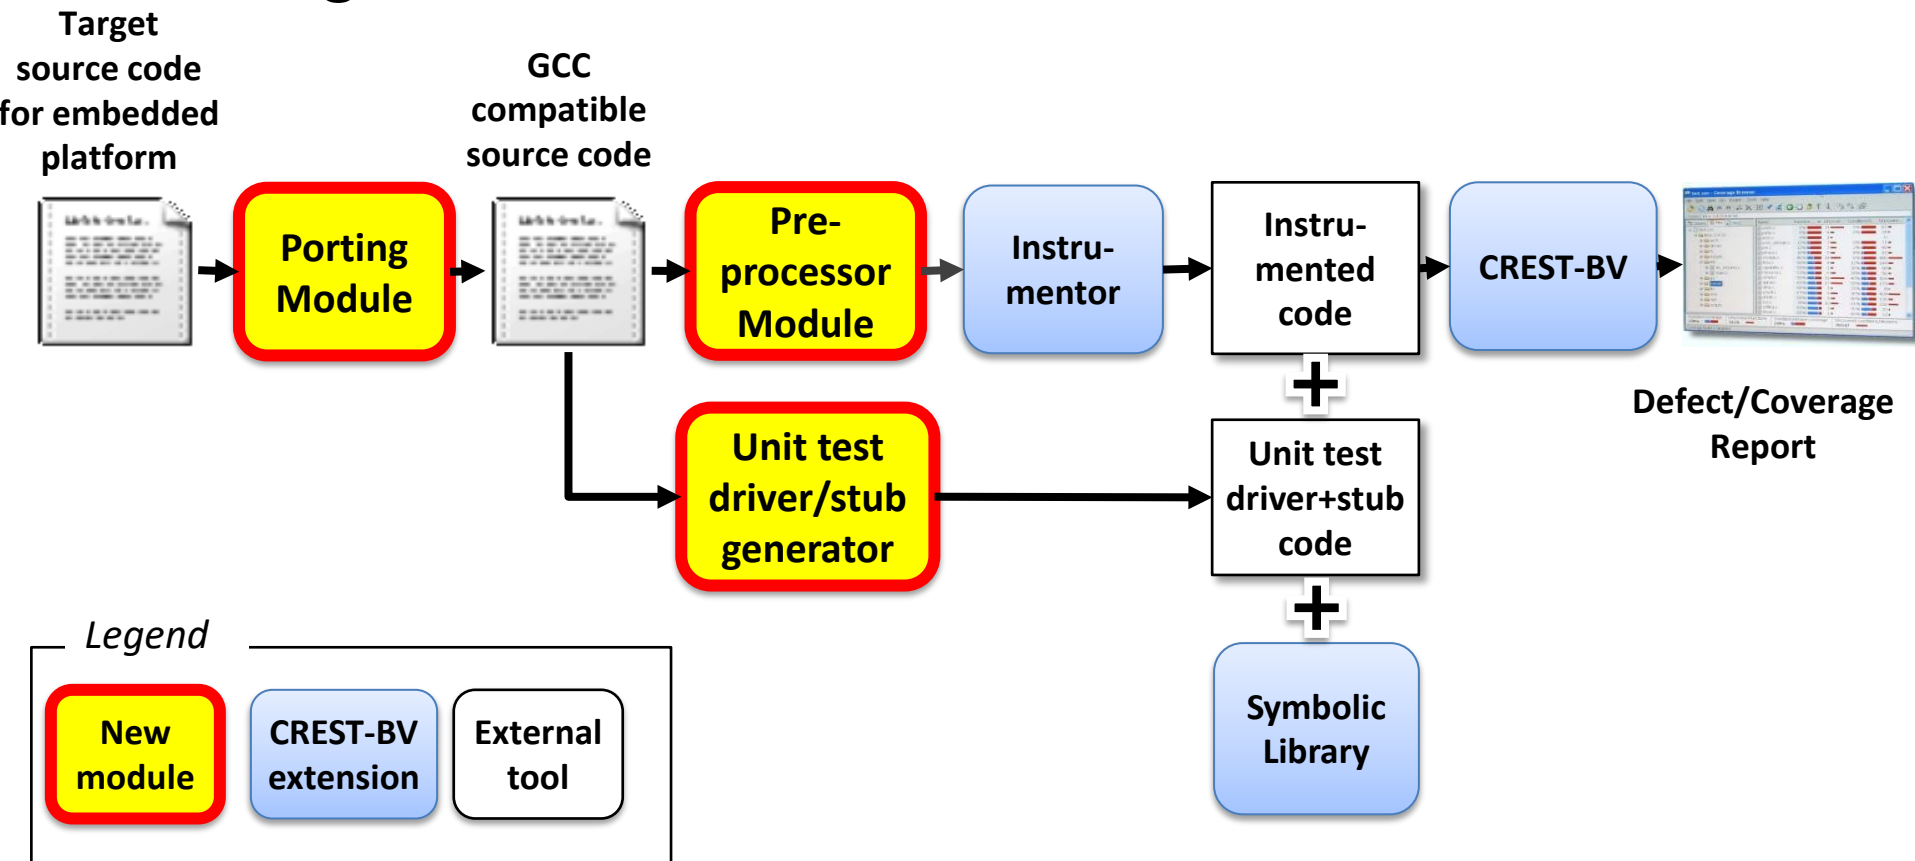 Target
source code
for embedded
platform
GCC
compatible
source code
Porting
Module
Pre-
processor
Module
Instru-
mentor
Instru-
mented
code
CREST-BV
Defect/Coverage
Report
Unit test
driver/stub
generator
Unit test
driver+stub
code
Symbolic
Library
Legend
New
module
CREST-BV
extension
External
tool